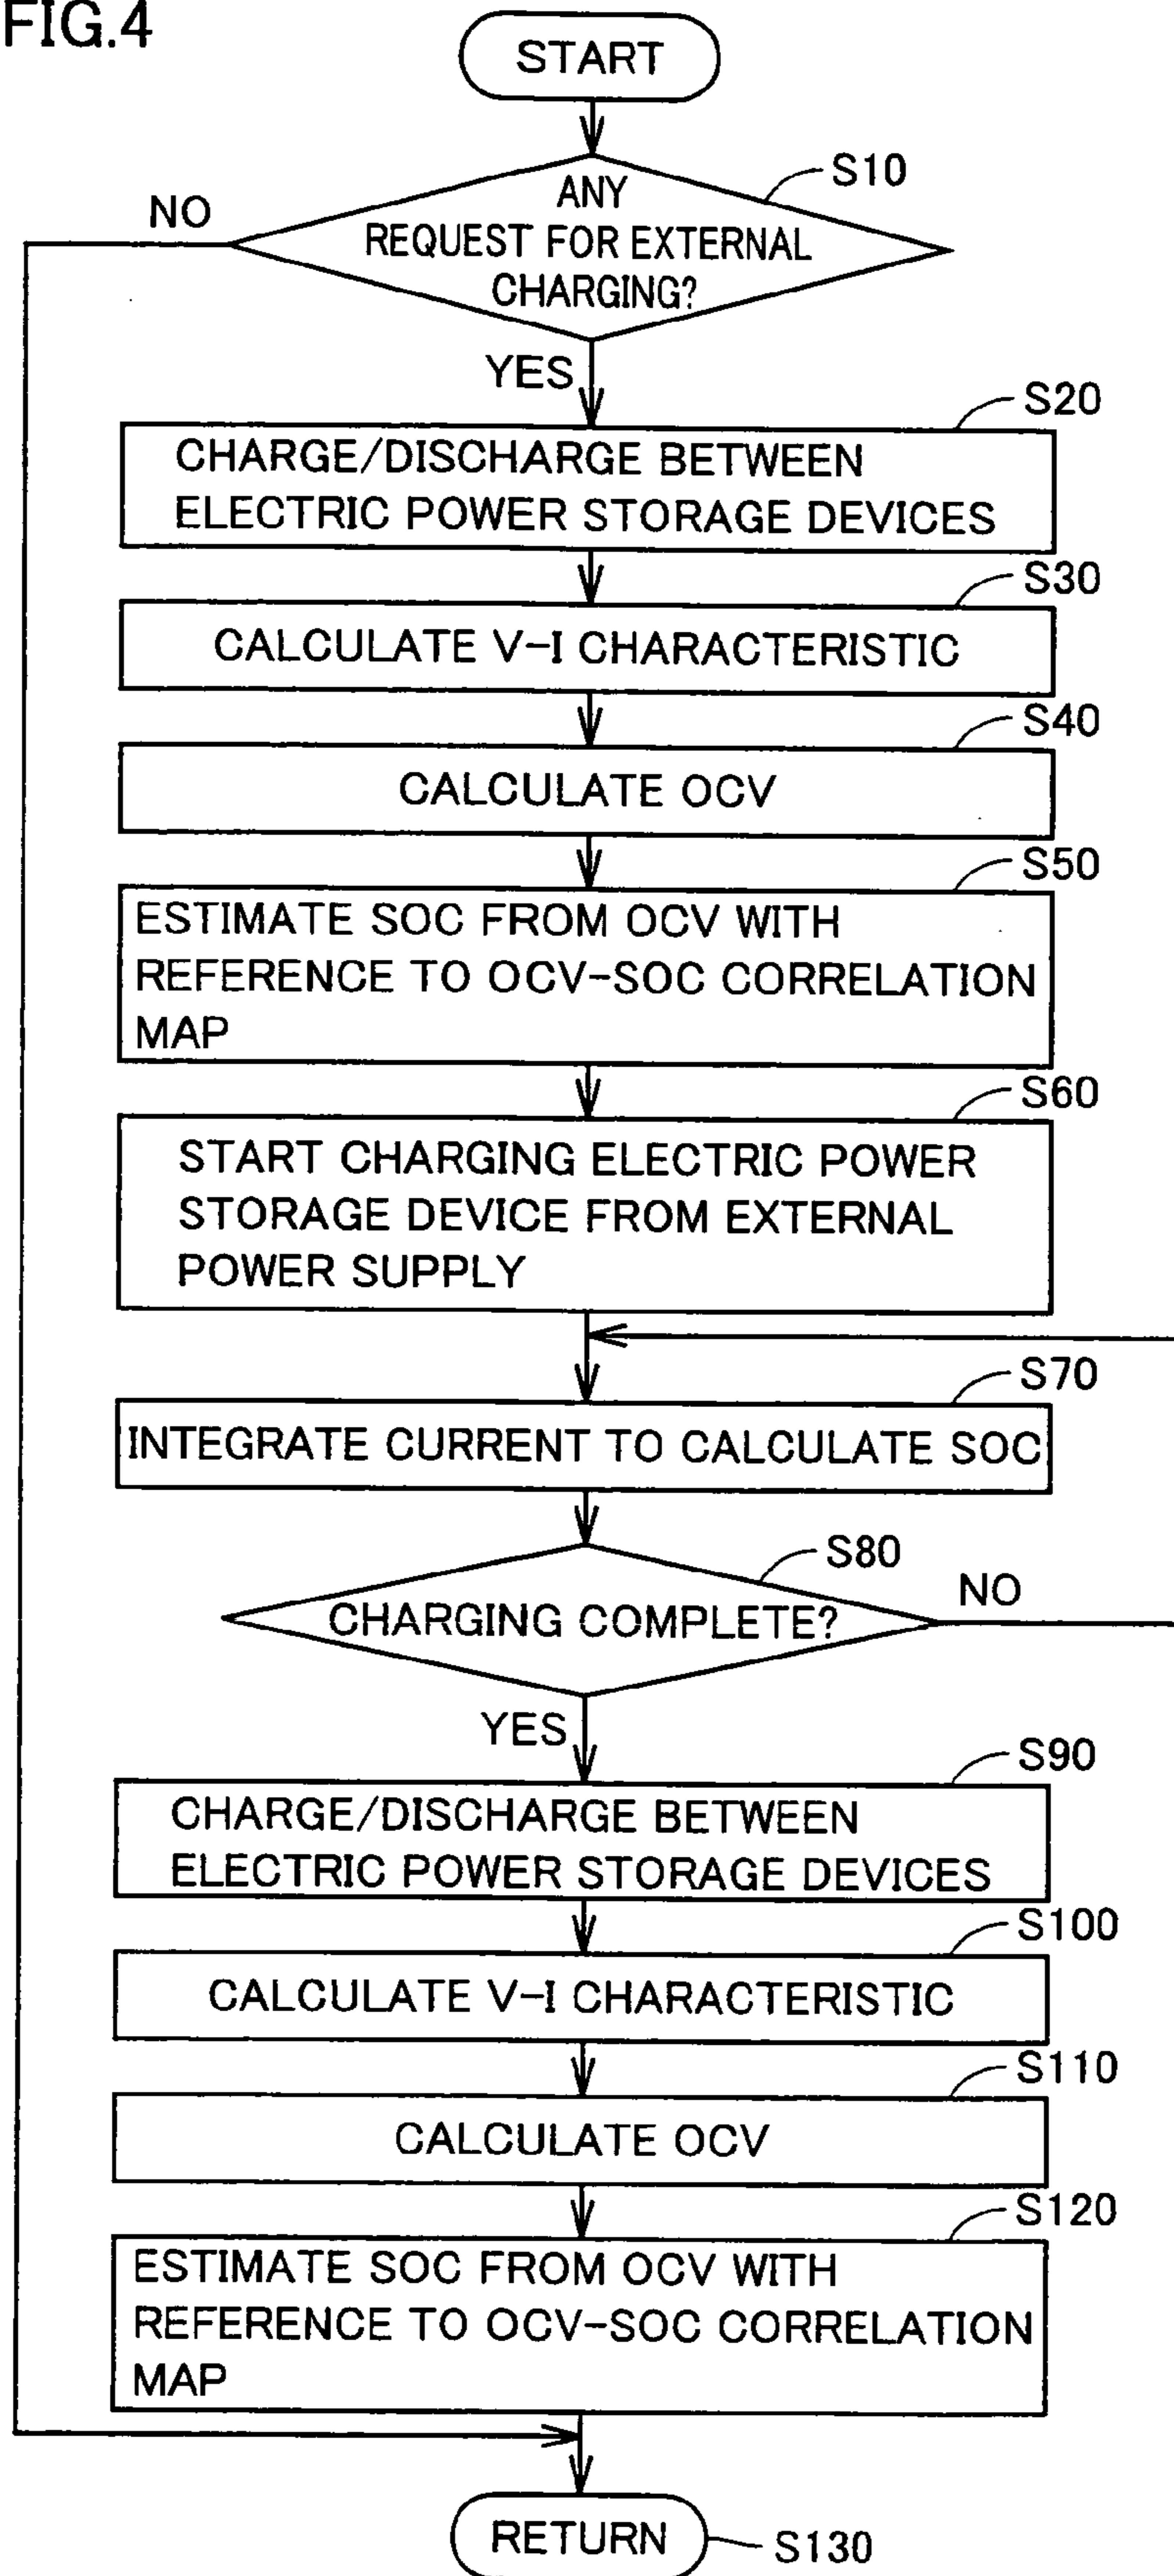 FIG.4
START
S10
NO
ANY
REQUEST FOR EXTERNAL
CHARGING?
YES
S20
CHARGE/DISCHARGE BETWEEN
ELECTRIC POWER STORAGE DEVICES
S30
CALCULATE V-I CHARACTERISTIC
S40
CALCULATE OCV
S50
ESTIMATE SOC FROM OCV WITH
REFERENCE TO OCV-SOC CORRELATION
MAP
S60
START CHARGING ELECTRIC POWER
STORAGE DEVICE FROM EXTERNAL
POWER SUPPLY
S70
INTEGRATE CURRENT TO CALCULATE SOC
S80
NO
CHARGING COMPLETE?
YES
S90
CHARGE/DISCHARGE BETWEEN
ELECTRIC POWER STORAGE DEVICES
S100
CALCULATE V-I CHARACTERISTIC
S110
CALCULATE OCV
S120
ESTIMATE SOC FROM OCV WITH
REFERENCE TO OCV-SOC CORRELATION
MAP
RETURN
S130